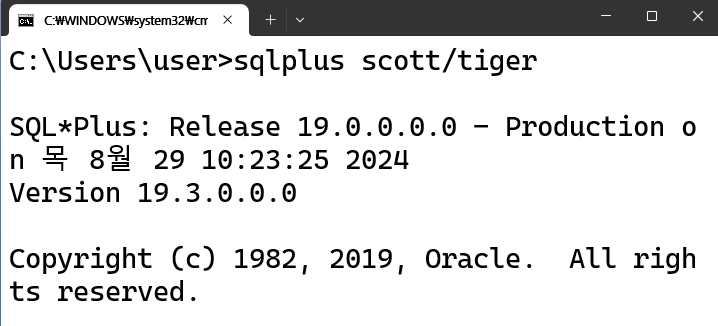 C:₩WINDOWS₩system32₩cm
C:\Users\user>sqlplus scott/tiger
SQL*Plus: Release 19.0.0.0.0 - Production o
n 목 8월 29 10:23:25 2024
Version 19.3.0.0.0
Copyright (c) 1982, 2019, Oracle.  All righ
ts reserved.